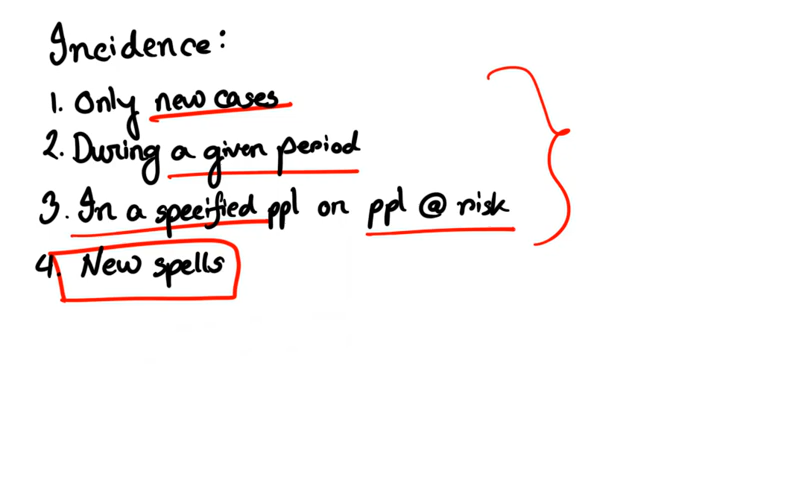 Incidence:
1. Only new cases
2. During a given period
3. In a specified ppl on ppl @ risk
4. New spells